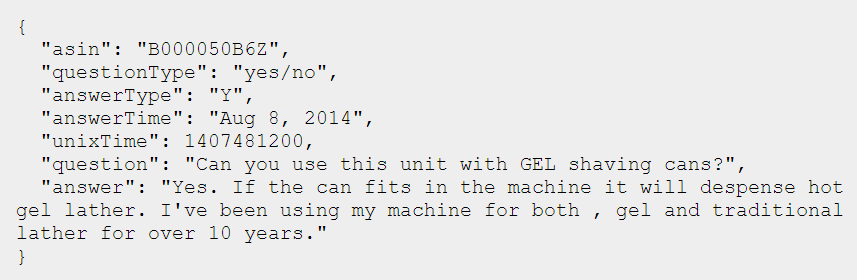 {
"asin": "B000050B6Z",
"questionType": "yes/no",
"answerType": "Y",
"answerTime": "Aug 8, 2014",
"unixTime": 1407481200,
"question": "Can you use this unit with GEL shaving cans?",
"answer": "Yes. If the can fits in the machine it will despense hot
gel lather. I've been using my machine for both , gel and traditional
lather for over 10 years."
}